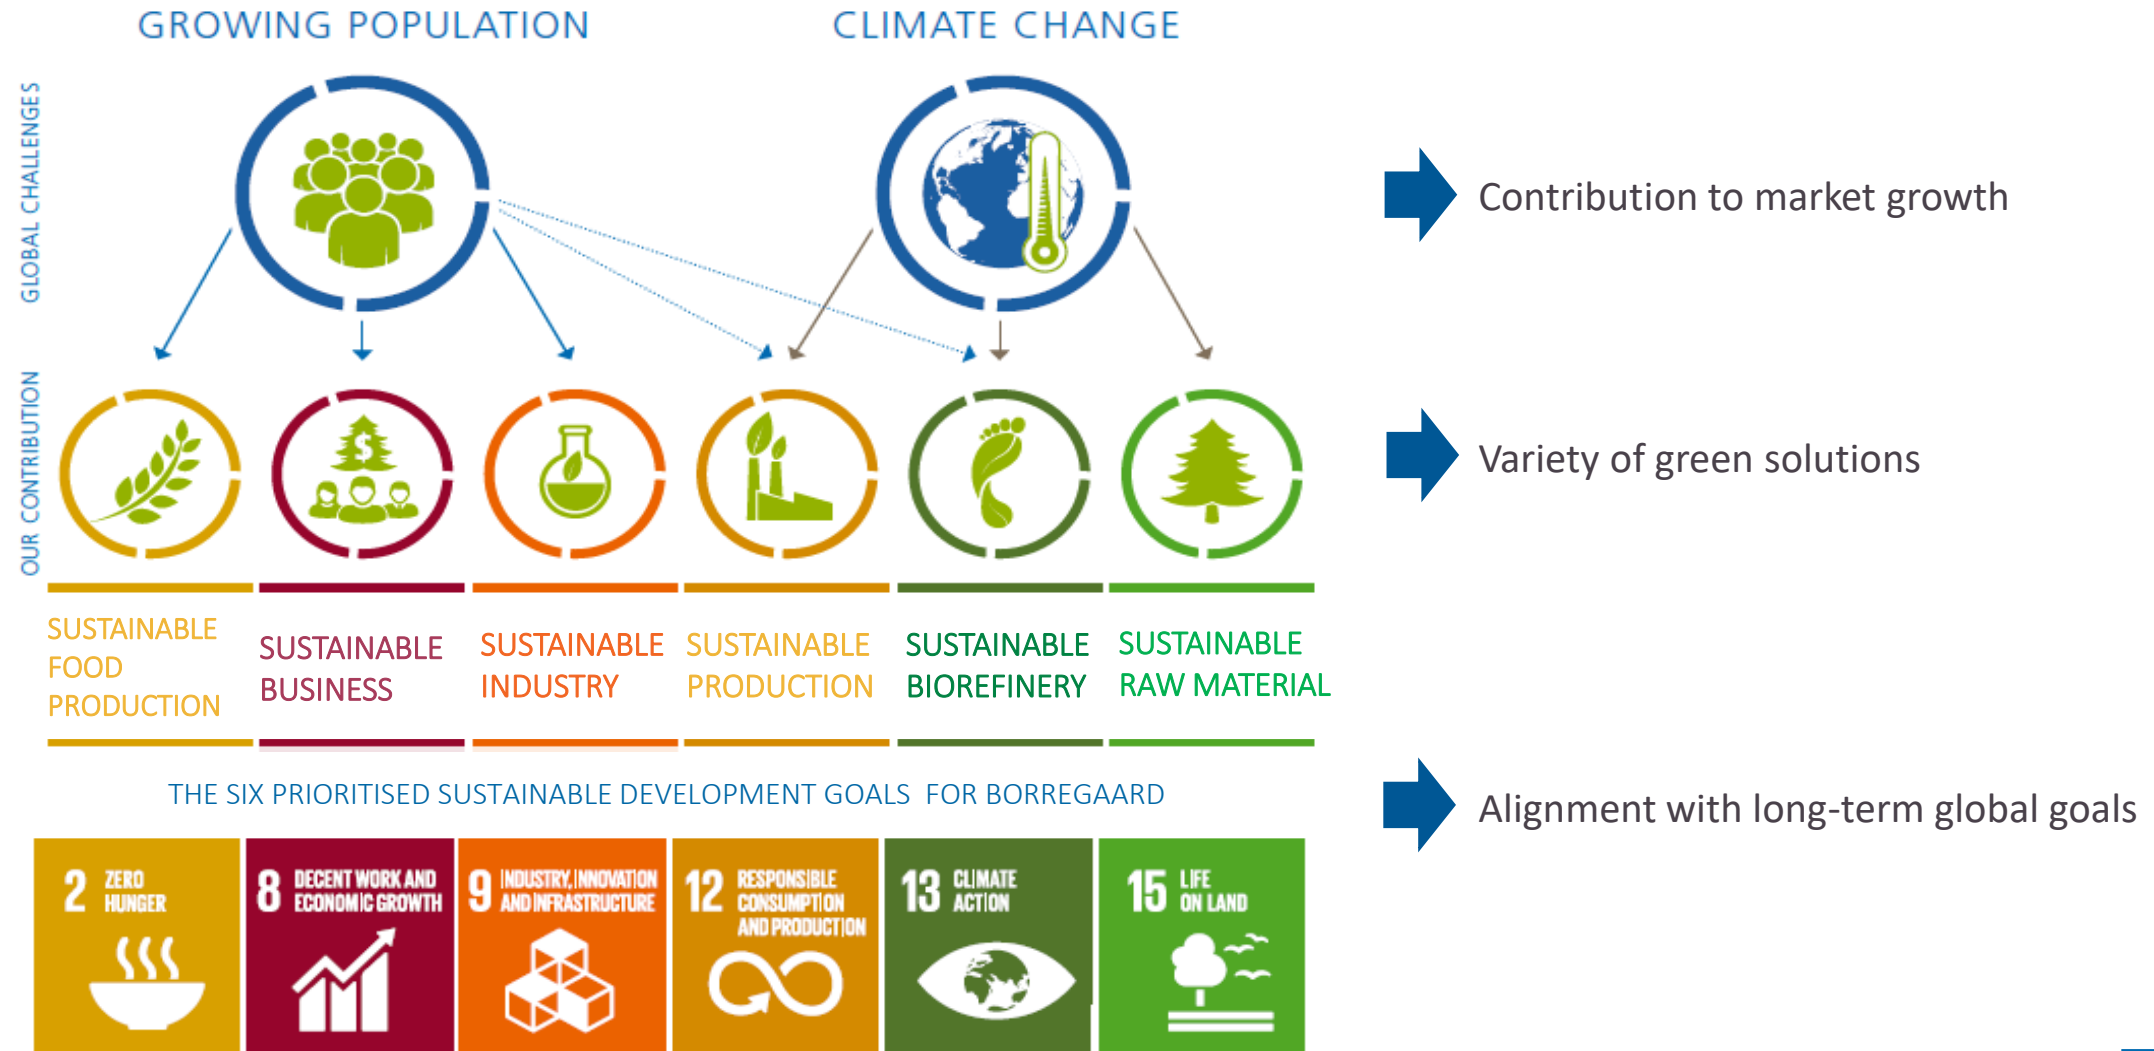 GROWING POPULATION
CLIMATE CHANGE
GLOBAL CHALLENGES
Contribution to market growth
OUR CONTRIBUTION
$
Variety of green solutions
SUSTAINABLE
FOOD
PRODUCTION
SUSTAINABLE
BUSINESS
SUSTAINABLE
INDUSTRY
SUSTAINABLE
PRODUCTION
SUSTAINABLE
BIOREFINERY
SUSTAINABLE
RAW MATERIAL
THE SIX PRIORITISED SUSTAINABLE DEVELOPMENT GOALS FOR BORREGAARD
Alignment with long-term global goals
2 ZERO
HUNGER
8 DECENT WORK AND
ECONOMIC GROWTH
9 INDUSTRY, INNOVATION
AND INFRASTRUCTURE
12 RESPONSIBLE
CONSUMPTION
AND PRODUCTION
13 CLIMATE
ACTION
15 LIFE
ON LAND